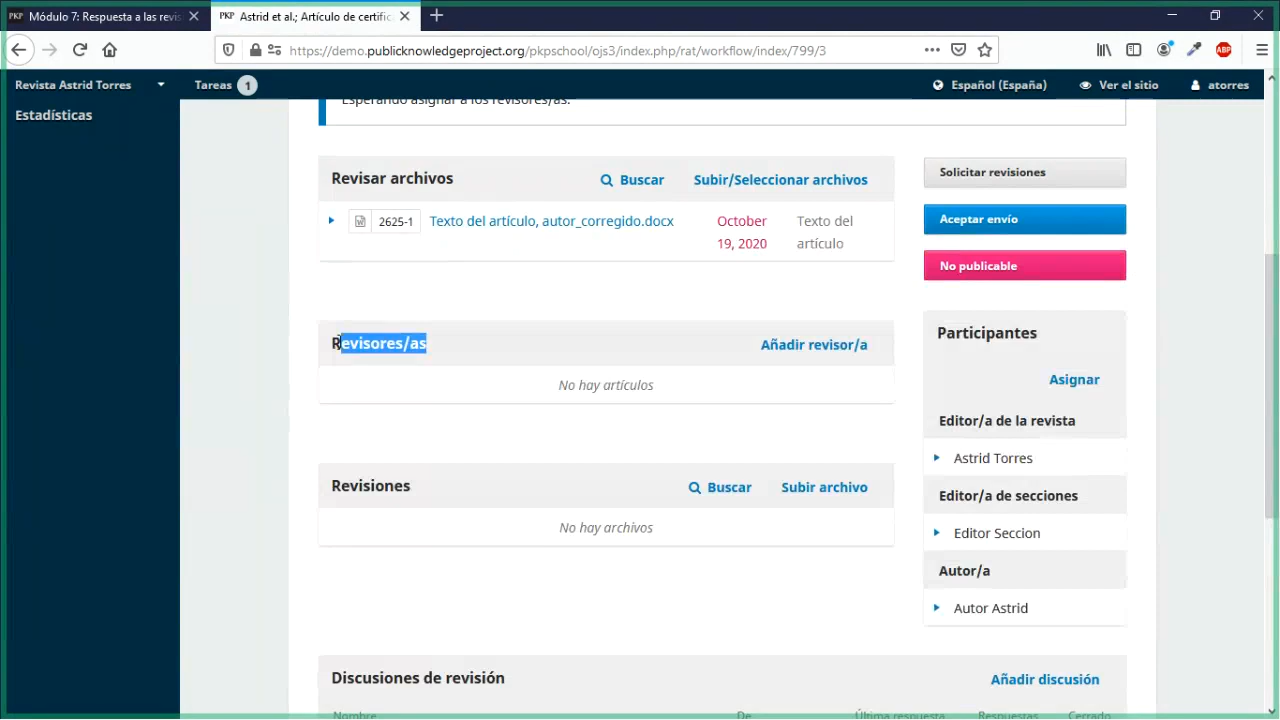 PKP Módulo 7: Respuesta a las revis
PKP Astrid et al.; Artículo de certific
https://demo.publicknowledgeproject.org/pkpschool/ojs3/index.php/rat/workflow/index/799/3
ABP
Revista Astrid Torres
Tareas 1
Español (España)
Ver el sitio
atorres
Estadísticas
Esperando asignar a los revisores/as.
Revisar archivos
Buscar
Subir/Seleccionar archivos
2625-1
Texto del artículo, autor_corregido.docx
October
19, 2020
Texto del
artículo
Solicitar revisiones
Aceptar envío
No publicable
Revisores/as
Añadir revisor/a
No hay artículos
Revisiones
Buscar
Subir archivo
No hay archivos
Participantes
Asignar
Editor/a de la revista
Astrid Torres
Editor/a de secciones
Editor Seccion
Autor/a
Autor Astrid
Discusiones de revisión
Añadir discusión
Nombre
De
Última respuesta
Respuestas
Cerrado